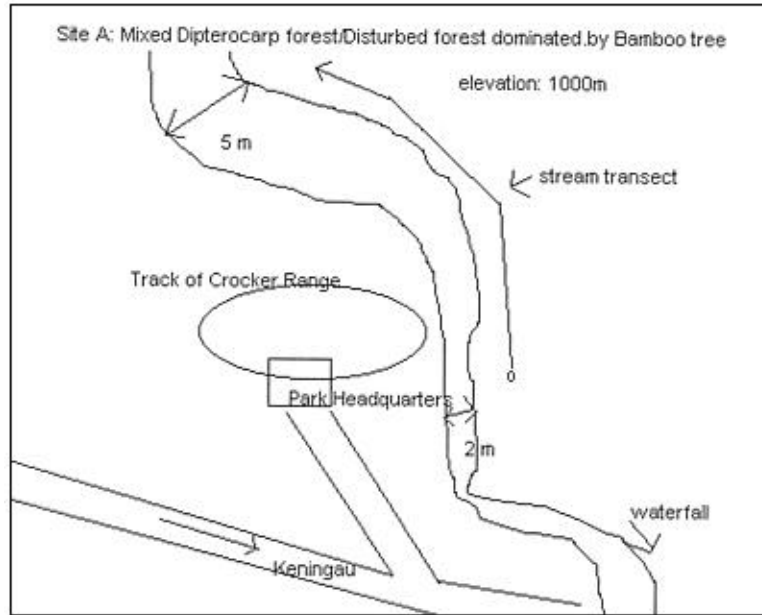 Site A: Mixed Dipterocarp forest/Disturbed forest dominated.by Bamboo tree
elevation: 1000m
5 m
stream transect
Track of Crocker Range
0
Park Headquarters
2 m
waterfall
Keningau